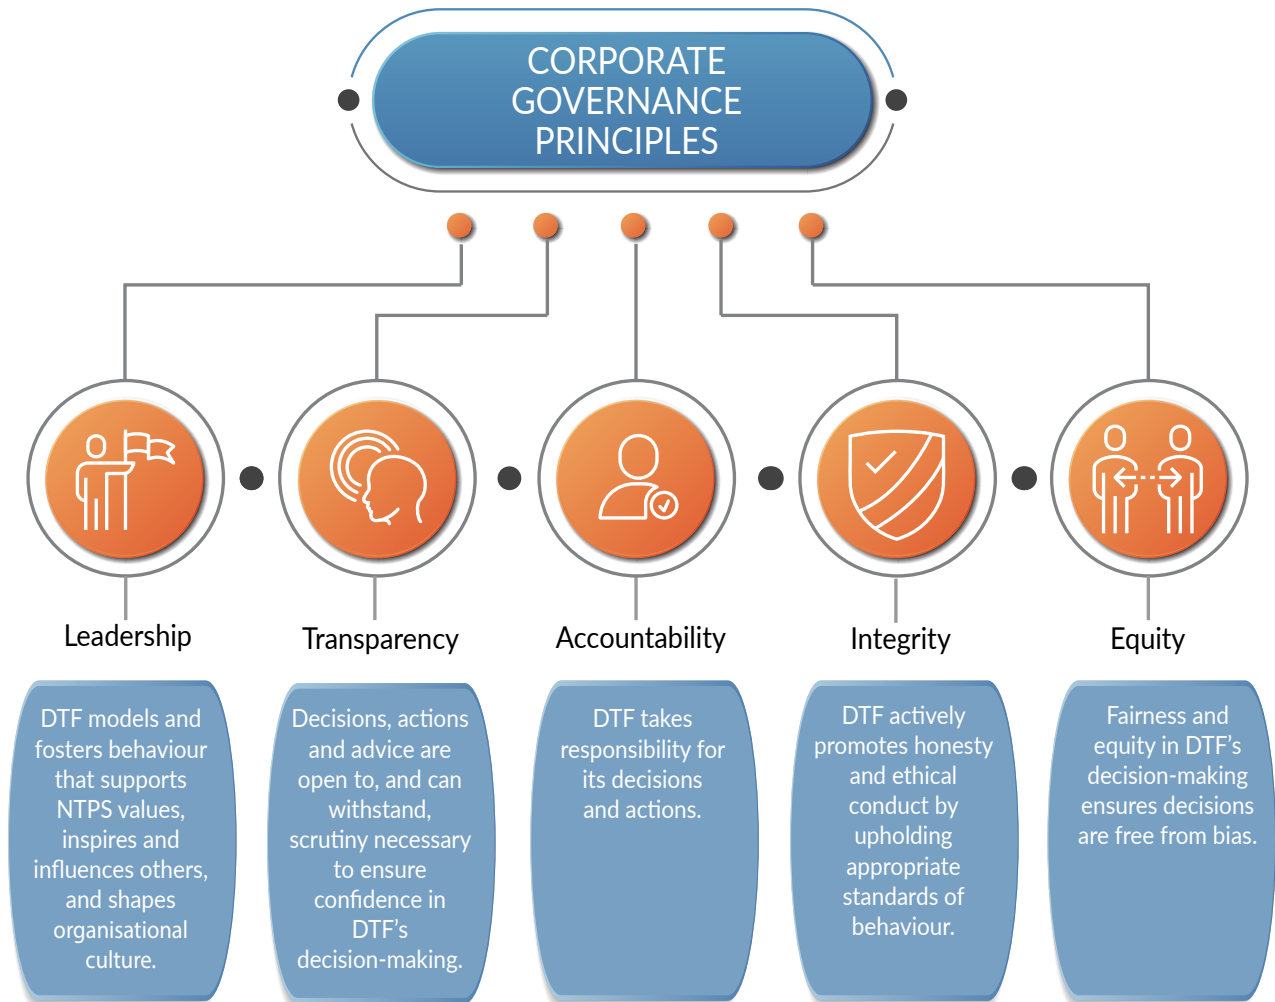 CORPORATE
GOVERNANCE
PRINCIPLES
Leadership
DTF models and
fosters behaviour
that supports
NTPS values,
inspires and
influences others,
and shapes
organisational
culture.
Transparency
Decisions, actions
and advice are
open to, and can
withstand,
scrutiny necessary
to ensure
confidence in
DTF’s
decision-making.
Accountability
DTF takes
responsibility for
its decisions
and actions.
Integrity
DTF actively
promotes honesty
and ethical
conduct by
upholding
appropriate
standards of
behaviour.
Equity
Fairness and
equity in DTF’s
decision-making
ensures decisions
are free from bias.